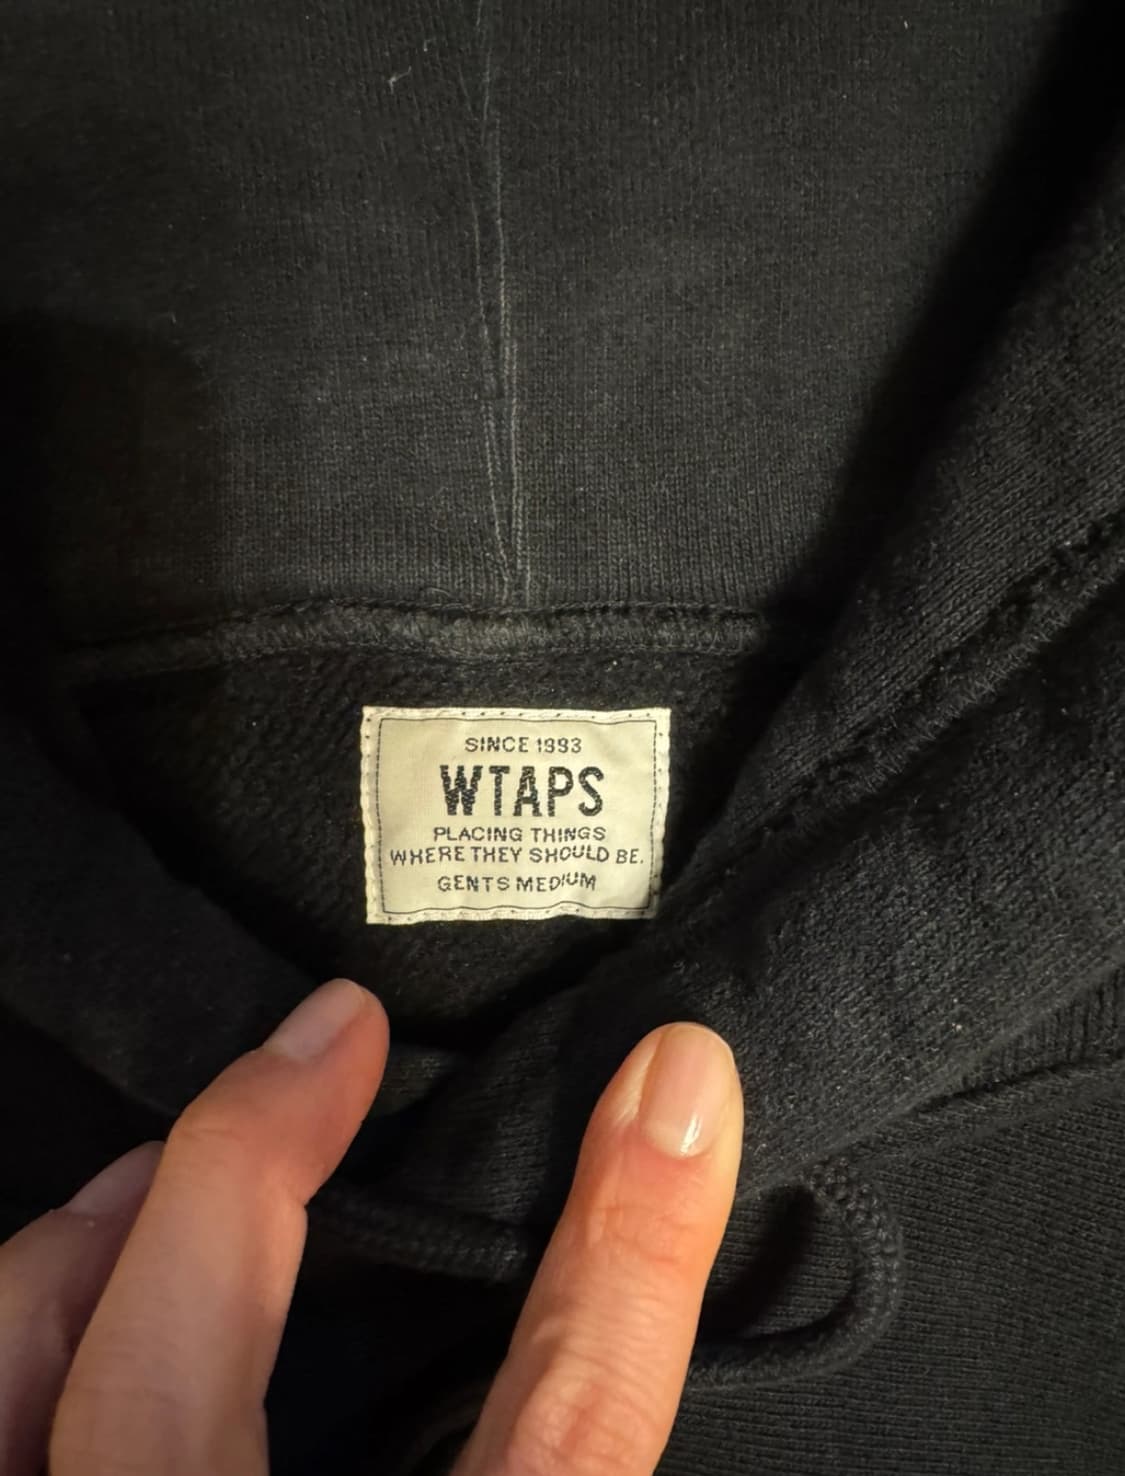 SINCE 1993
WTAPS
PLACING THINGS
WHERE THEY SHOULD BE.
GENTS MEDIUM